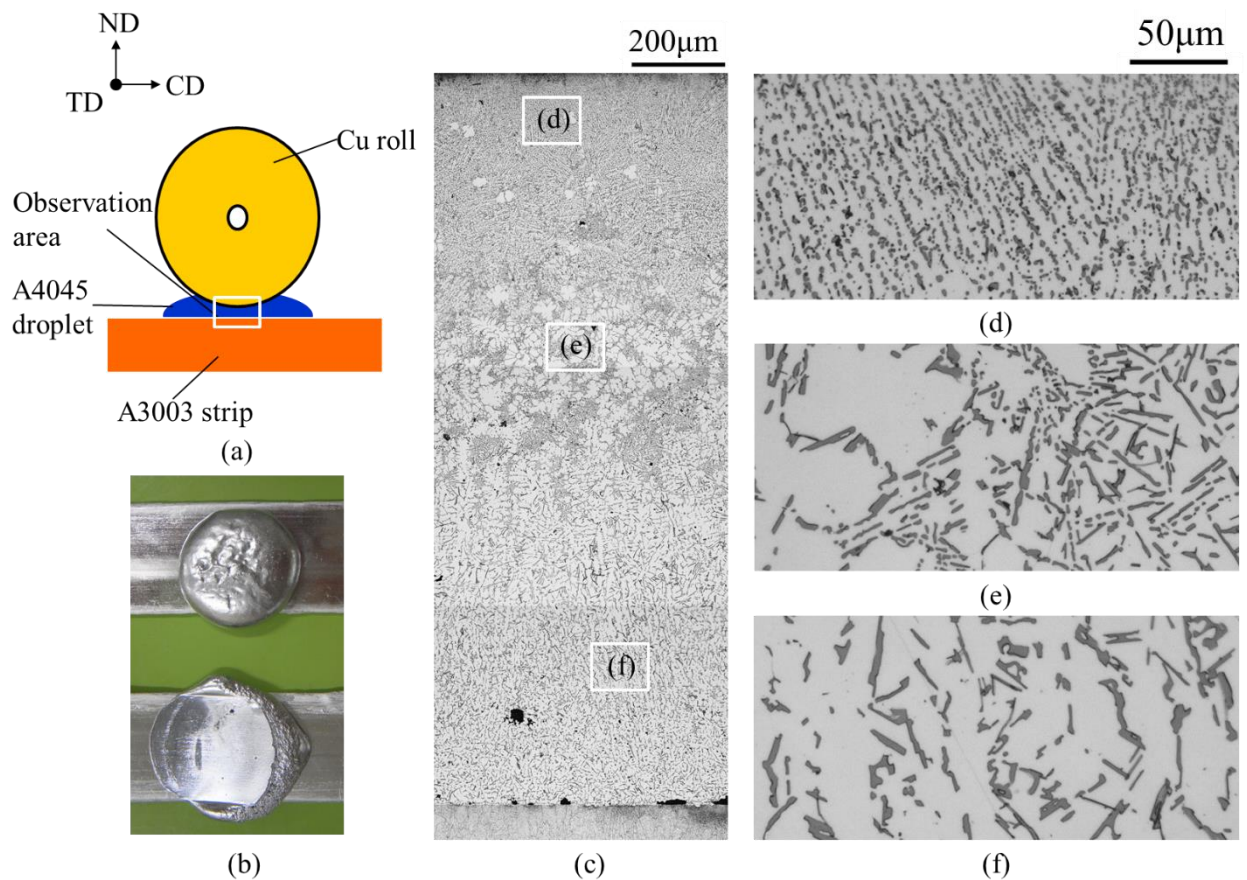 ND
TD
CD
Cu roll
Observation
area
A4045
droplet
A3003 strip
(a)
(b)
200μm
(d)
(e)
(f)
(c)
50μm
(d)
(e)
(f)